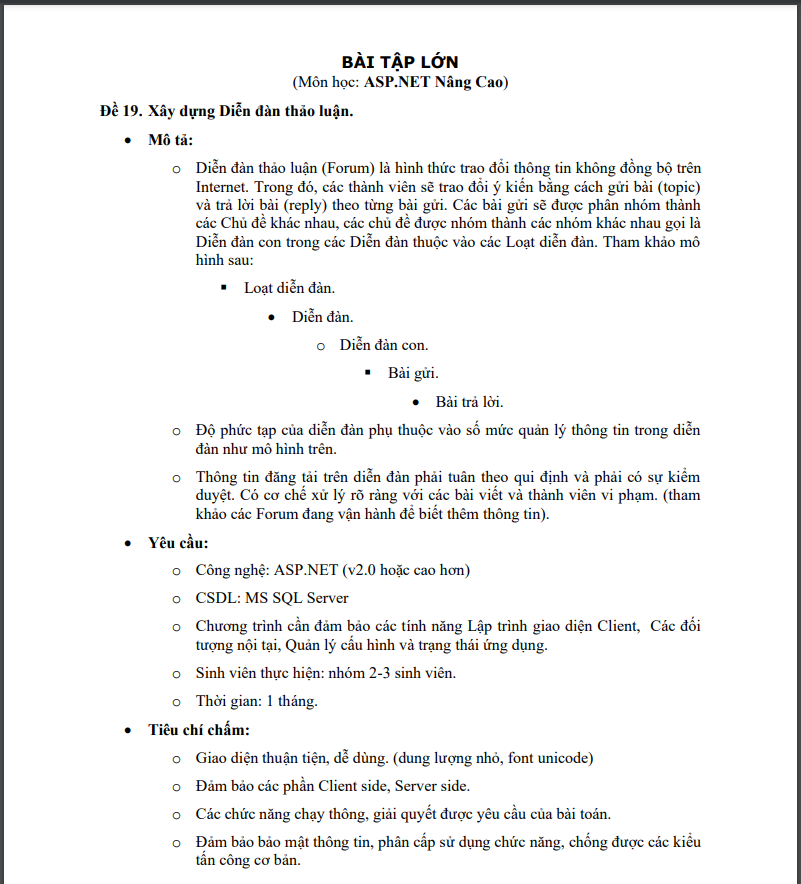 BÀI TẬP LỚN
(Môn học: ASP.NET Nâng Cao)
Đề 19. Xây dựng Diễn đàn thảo luận.
• Mô tả:
o Diễn đàn thảo luận (Forum) là hình thức trao đổi thông tin không đồng bộ trên
Internet. Trong đó, các thành viên sẽ trao đổi ý kiến bằng cách gửi bài (topic)
và trả lời bài (reply) theo từng bài gửi. Các bài gửi sẽ được phân nhóm thành
các Chủ đề khác nhau, các chủ đề được nhóm thành các nhóm khác nhau gọi là
Diễn đàn con trong các Diễn đàn thuộc vào các Loạt diễn đàn. Tham khảo mô
hình sau:
▪ Loạt diễn đàn.
• Diễn đàn.
o Diễn đàn con.
▪ Bài gửi.
• Bài trả lời.
o Độ phức tạp của diễn đàn phụ thuộc vào số mức quản lý thông tin trong diễn
đàn như mô hình trên.
o Thông tin đăng tải trên diễn đàn phải tuân theo qui định và phải có sự kiểm
duyệt. Có cơ chế xử lý rõ ràng với các bài viết và thành viên vi phạm. (tham
khảo các Forum đang vận hành để biết thêm thông tin).
• Yêu cầu:
o Công nghệ: ASP.NET (v2.0 hoặc cao hơn)
o CSDL: MS SQL Server
o Chương trình cần đảm bảo các tính năng Lập trình giao diện Client, Các đối
tượng nội tại, Quản lý cấu hình và trạng thái ứng dụng.
o Sinh viên thực hiện: nhóm 2-3 sinh viên.
o Thời gian: 1 tháng.
• Tiêu chí chấm:
o Giao diện thuận tiện, dễ dùng. (dung lượng nhỏ, font unicode)
o Đảm bảo các phần Client side, Server side.
o Các chức năng chạy thông, giải quyết được yêu cầu của bài toán.
o Đảm bảo bảo mật thông tin, phân cấp sử dụng chức năng, chống được các kiểu
tấn công cơ bản.